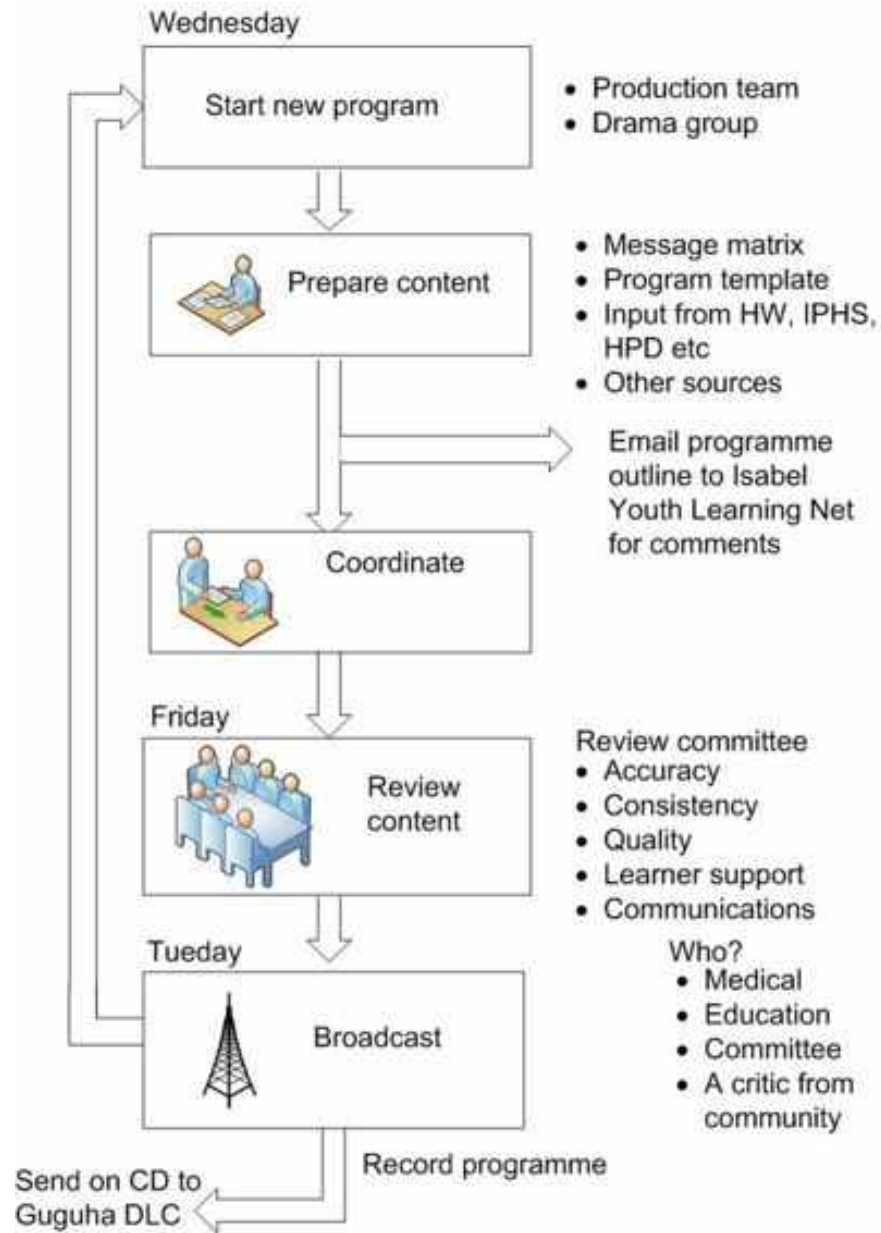 Wednesday
Start new program
• Production team
• Drama group
Prepare content
• Message matrix
• Program template
• Input from HW, IPHS,
HPD etc
• Other sources
Email programme
outline to Isabel
Youth Learning Net
for comments
Coordinate
Friday
Review
content
Review committee
• Accuracy
• Consistency
• Quality
• Learner support
• Communications
Tueday
Broadcast
Who?
• Medical
• Education
• Committee
• A critic from
community
Record programme
Send on CD to
Guguha DLC